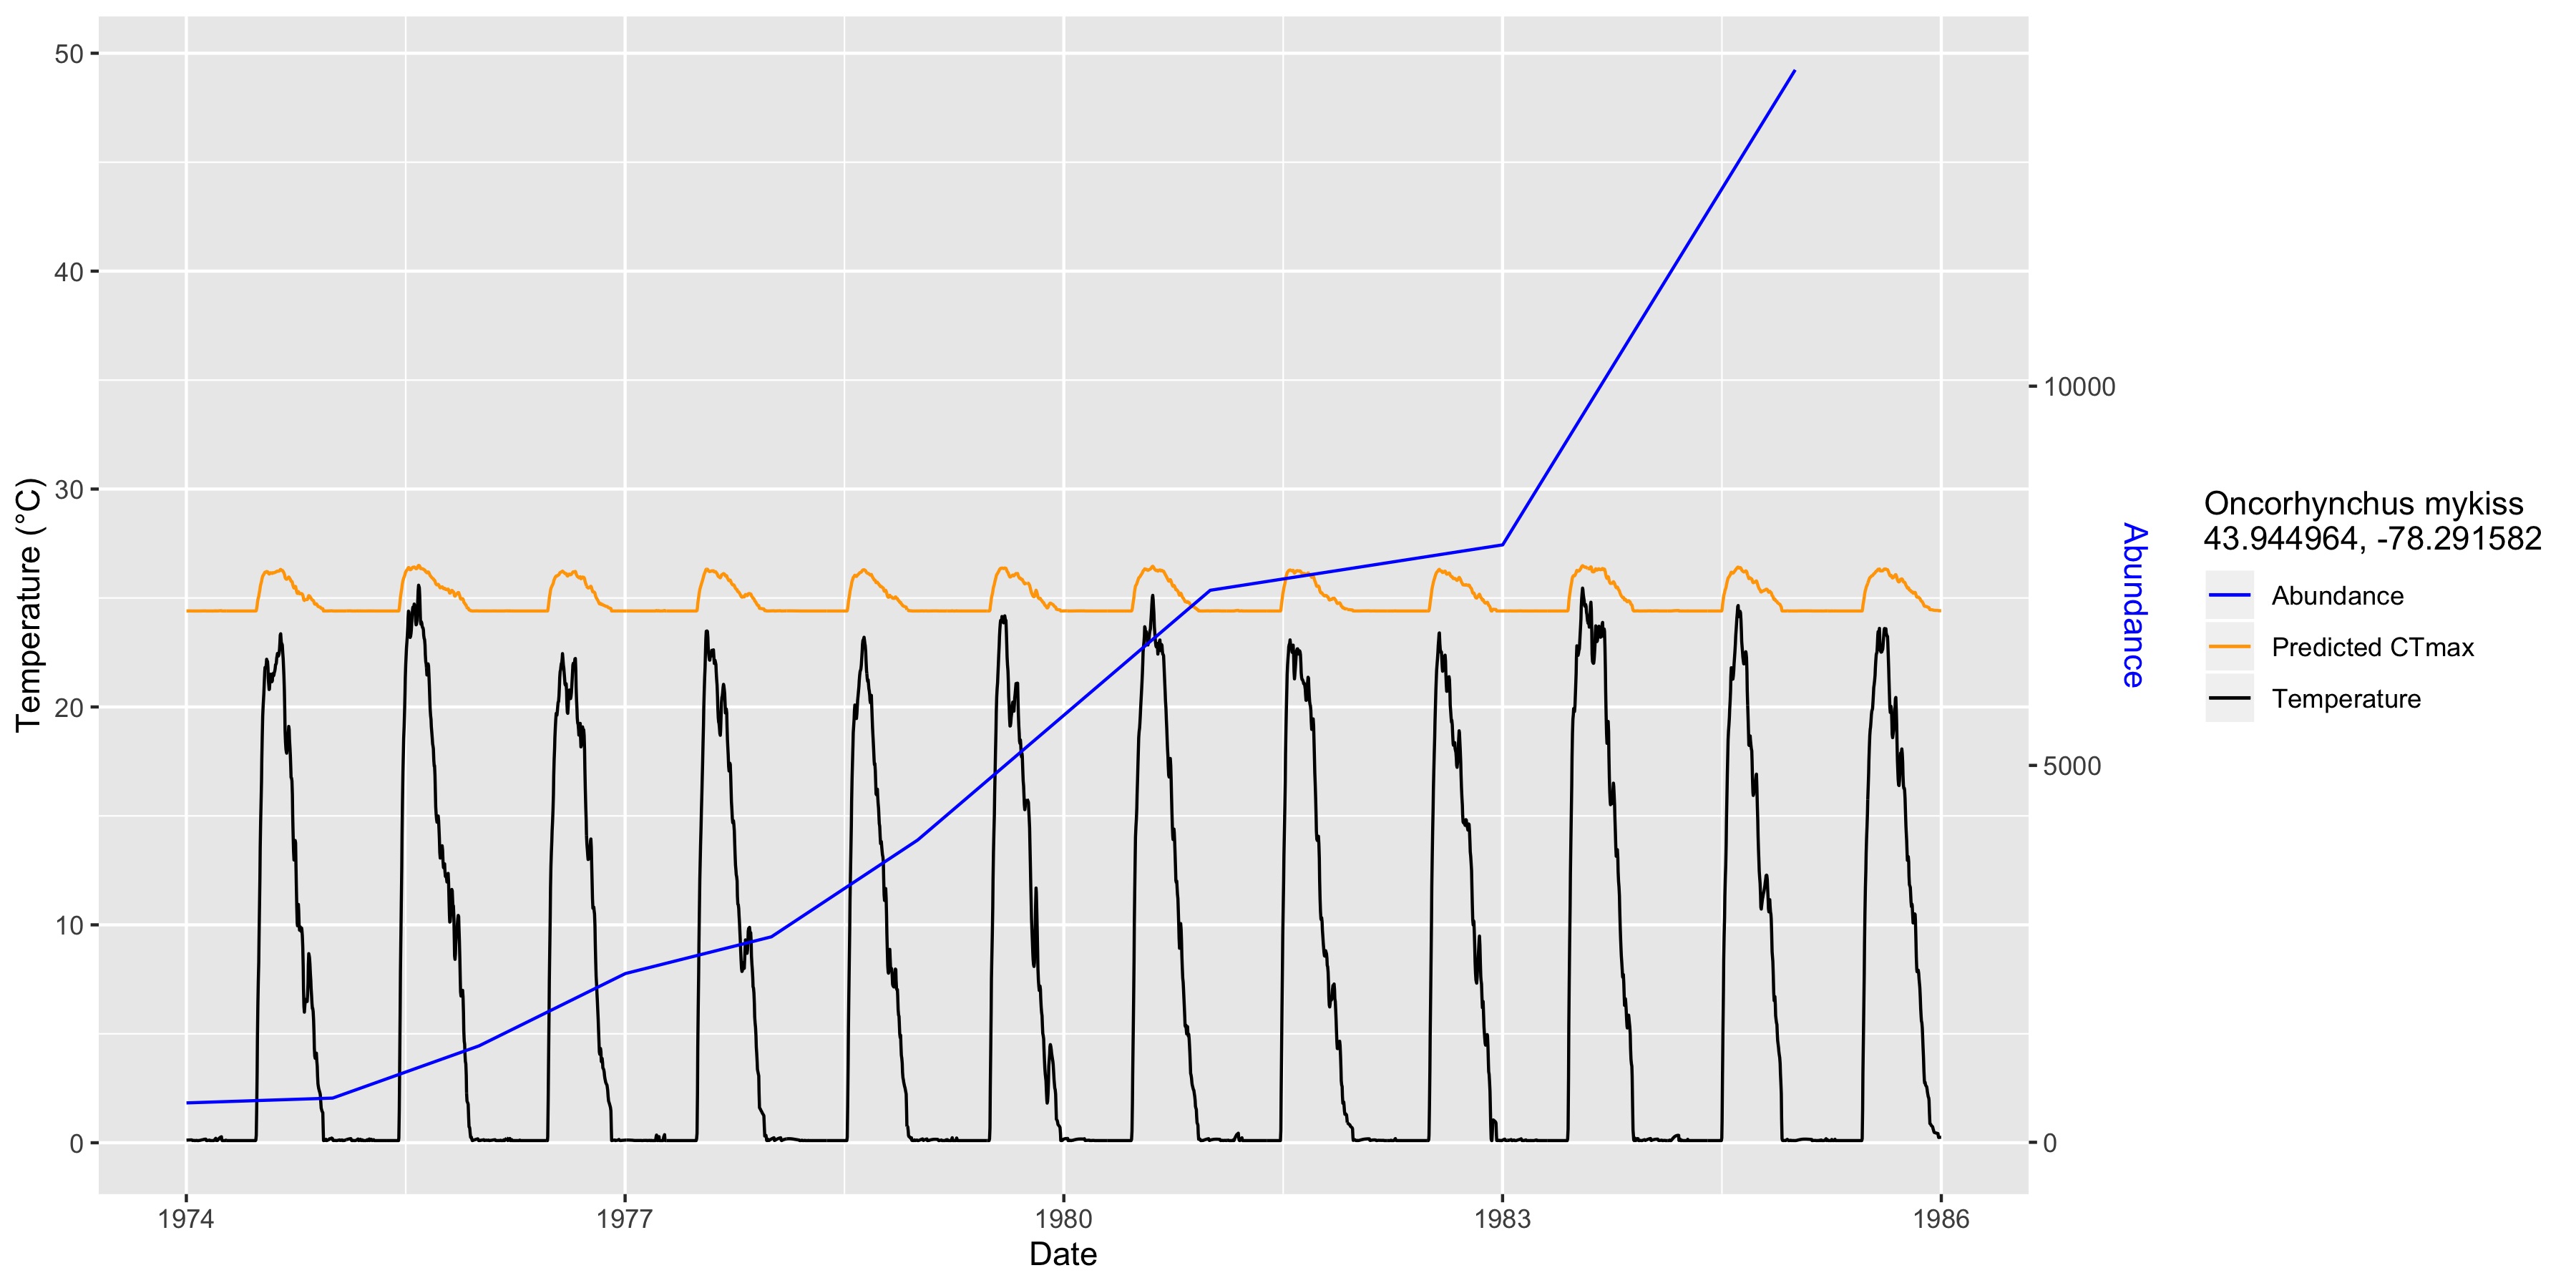 50
40
30
20
10
0
Temperature (°C)
1974
1977
1980
1983
1986
Date
10000
5000
0
Abundance
Oncorhynchus mykiss
43.944964, -78.291582
Abundance
Predicted CTmax
Temperature